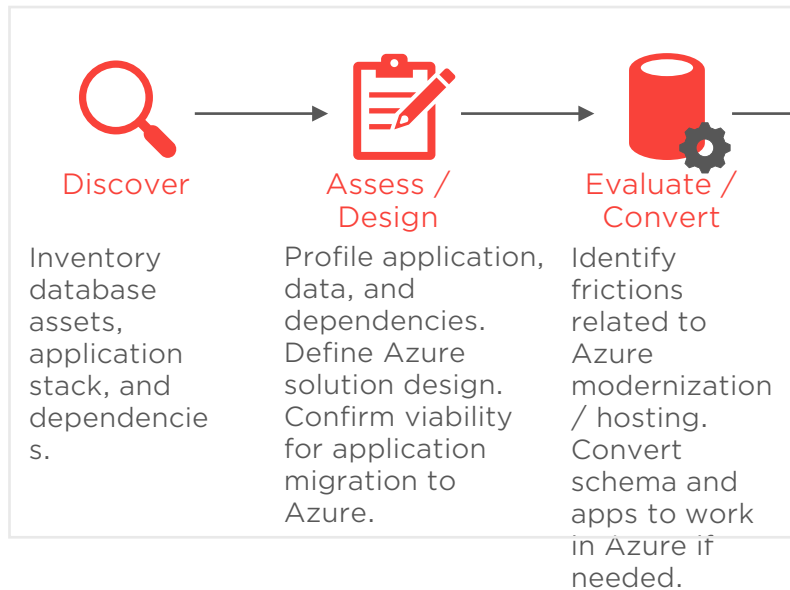 Discover
Inventory
database
assets,
application
stack, and
dependencie
s.
Assess /
Design
Profile application,
data, and
dependencies.
Define Azure
solution design.
Confirm viability
for application
migration to
Azure.
Evaluate /
Convert
Identify
frictions
related to
Azure
modernization
/ hosting.
Convert
schema and
apps to work
in Azure if
needed.